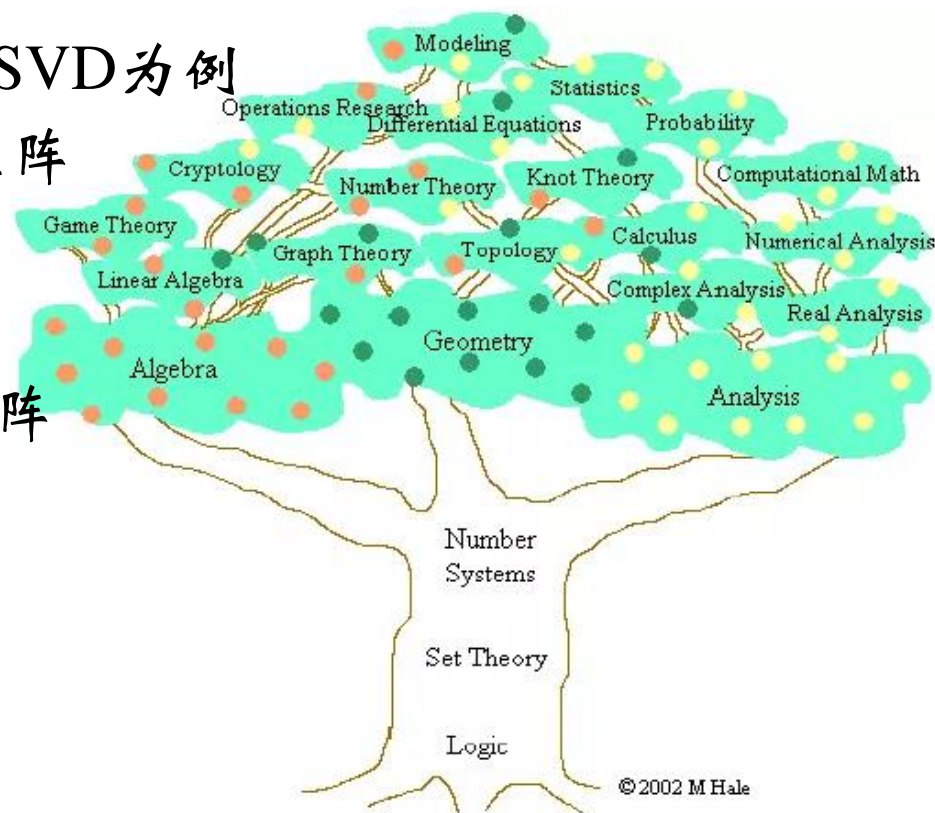 SVD为例
阵
阵
Modeling
Statistics
Operations Research
Differential Equations
Probability
Cryptology
Number Theory
Knot Theory
Computational Math
Game Theory
Linear Algebra
Graph Theory
Topology
Calculus
Numerical Analysis
Complex Analysis
Real Analysis
Algebra
Geometry
Analysis
Number
Systems
Set Theory
Logic
©2002 M Hale